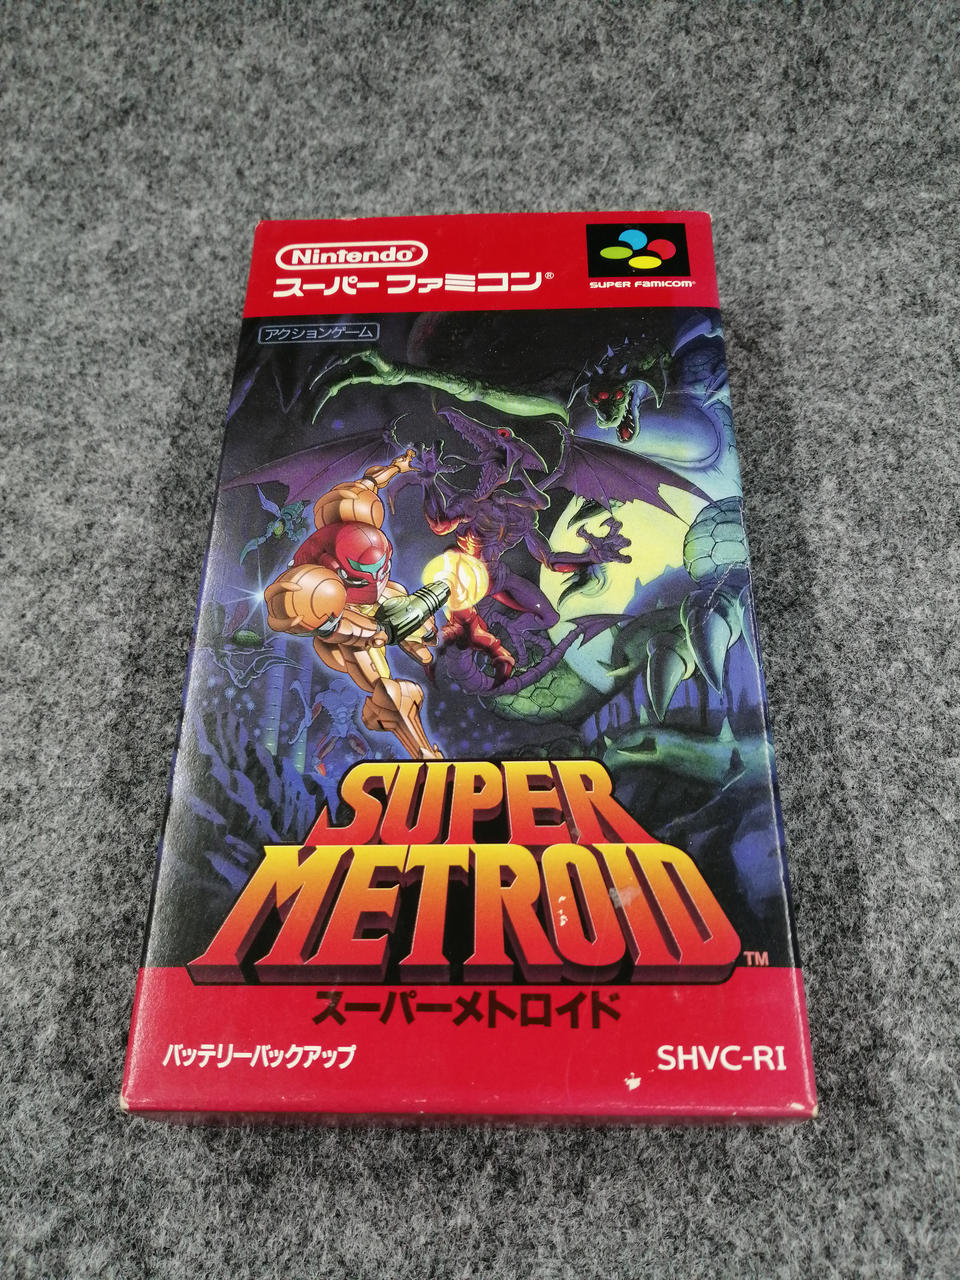 Nintendo®
スーパーファミコン®
SUPER FAMICOM®
アクションゲーム
SUPER
METROID™
スーパーメトロイド
バッテリーバックアップ
SHVC-RI